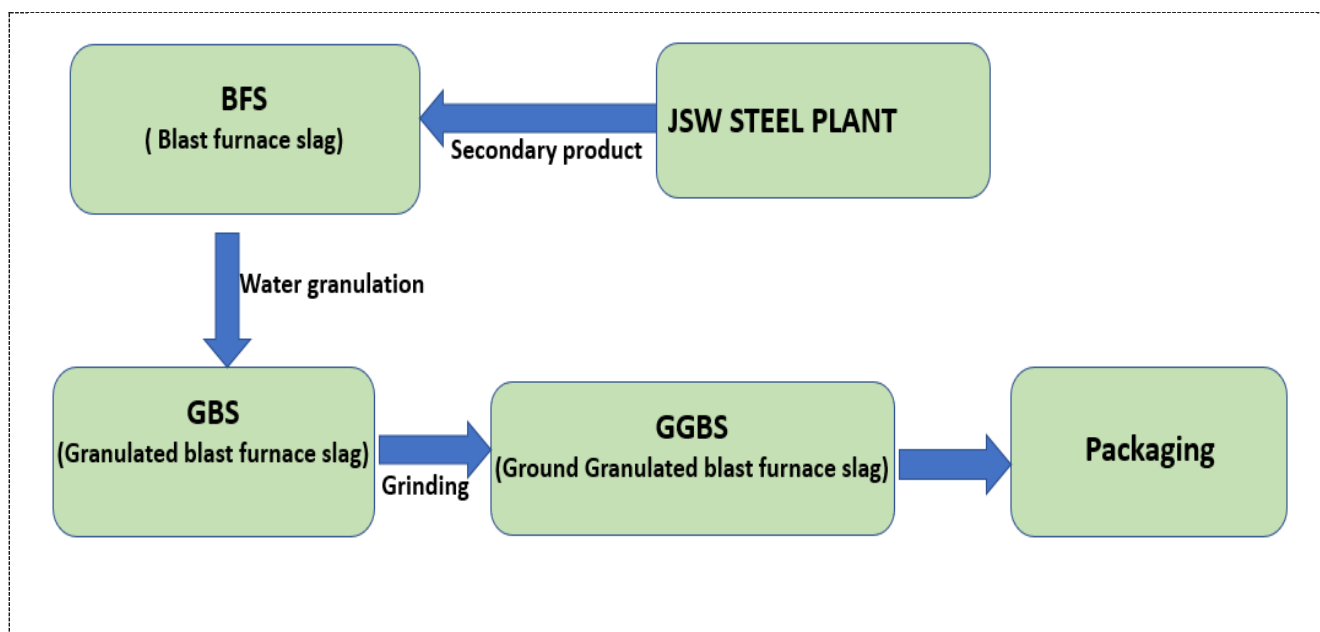 BFS
( Blast furnace slag)
JSW STEEL PLANT
Secondary product
Water granulation
GBS
(Granulated blast furnace slag)
Grinding
GGBS
(Ground Granulated blast furnace slag)
Packaging